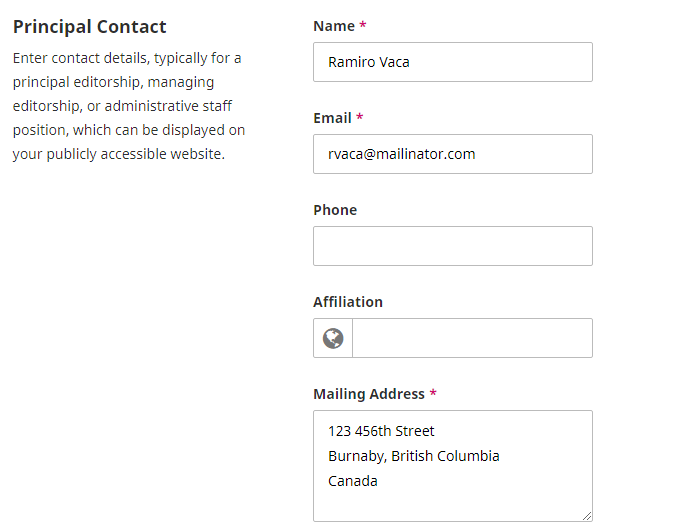 Principal Contact
Enter contact details, typically for a
principal editorship, managing
editorship, or administrative staff
position, which can be displayed on
your publicly accessible website.
Name *
Ramiro Vaca
Email *
rvaca@mailinator.com
Phone
Affiliation
Mailing Address *
123 456th Street
Burnaby, British Columbia
Canada